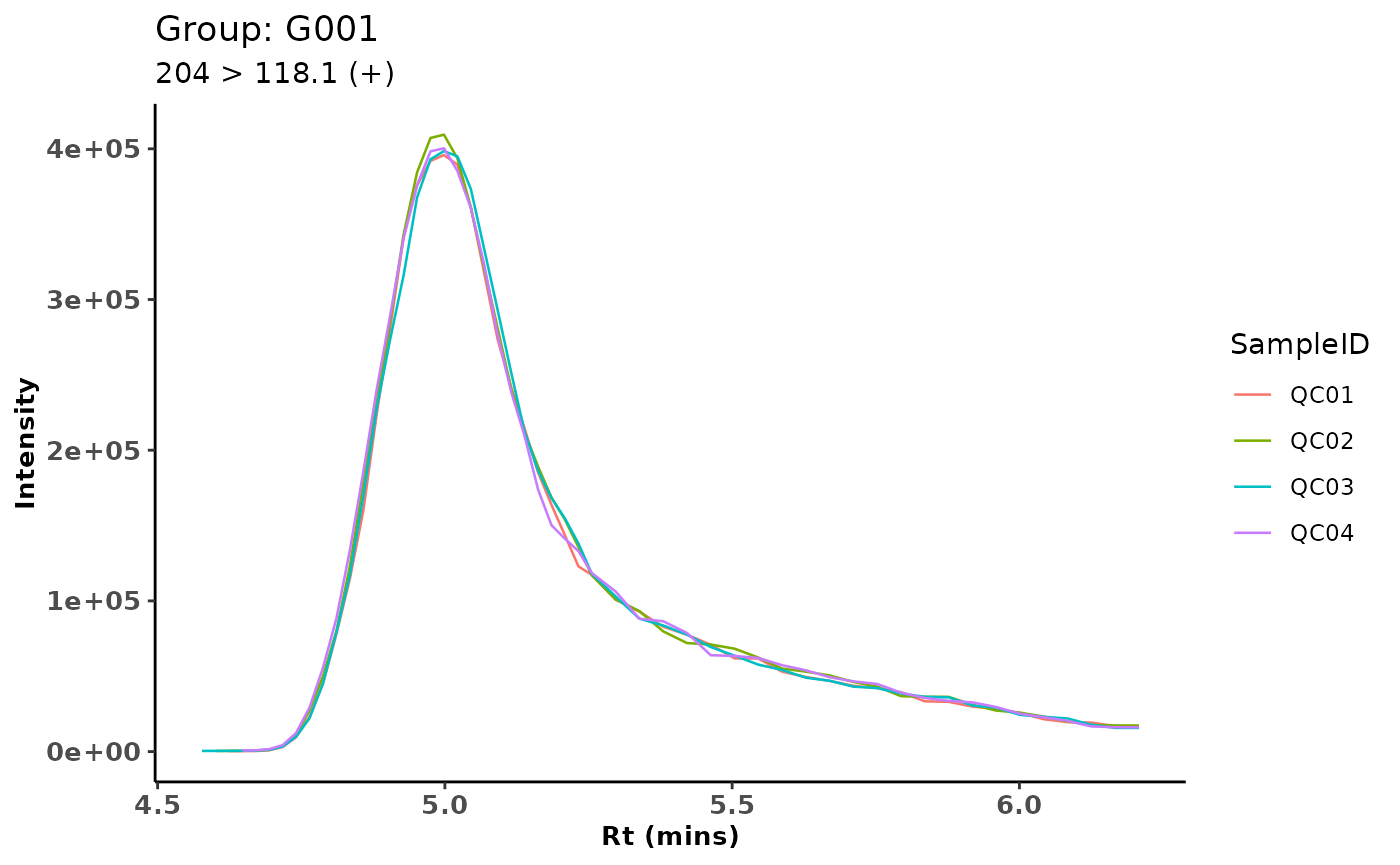 Group: G001
204 > 118.1 (+)
4e+05
3e+05
2e+05
1e+05
0e+00
Intensity
4.5 5.0 5.5 6.0
Rt (mins)
SampleID
QC01
QC02
QC03
QC04